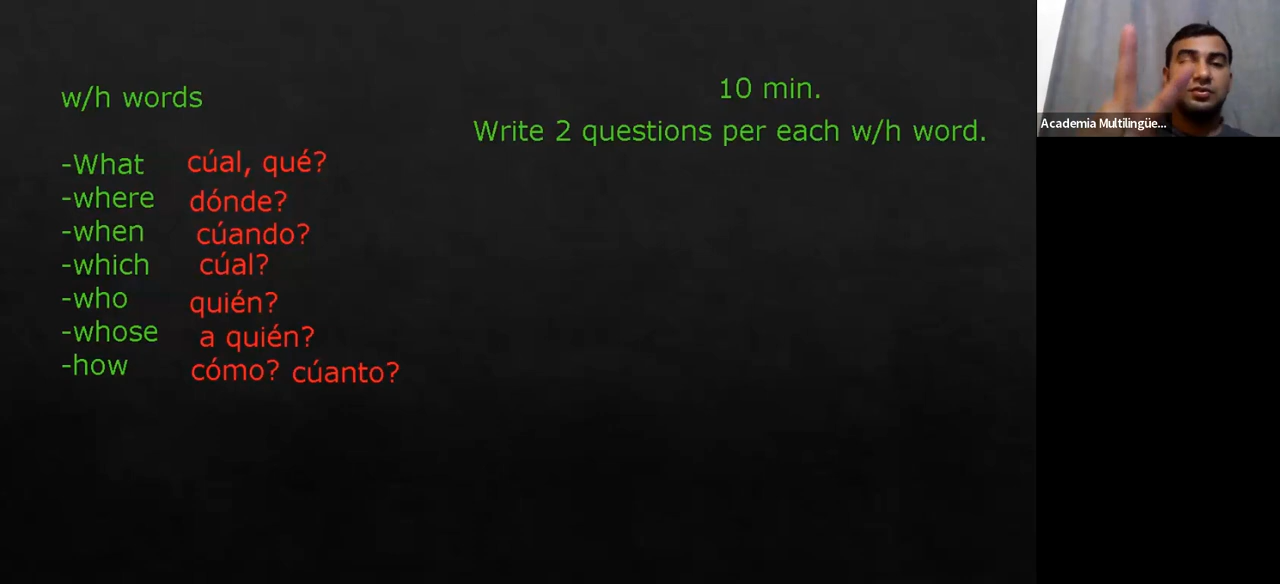 w/h words
10 min.
Write 2 questions per each w/h word.
-What cúal, qué?
-where dónde?
-when cúando?
-which cúal?
-who quién?
-whose a quién?
-how cómo? cúanto?
Academia Multilingüe...